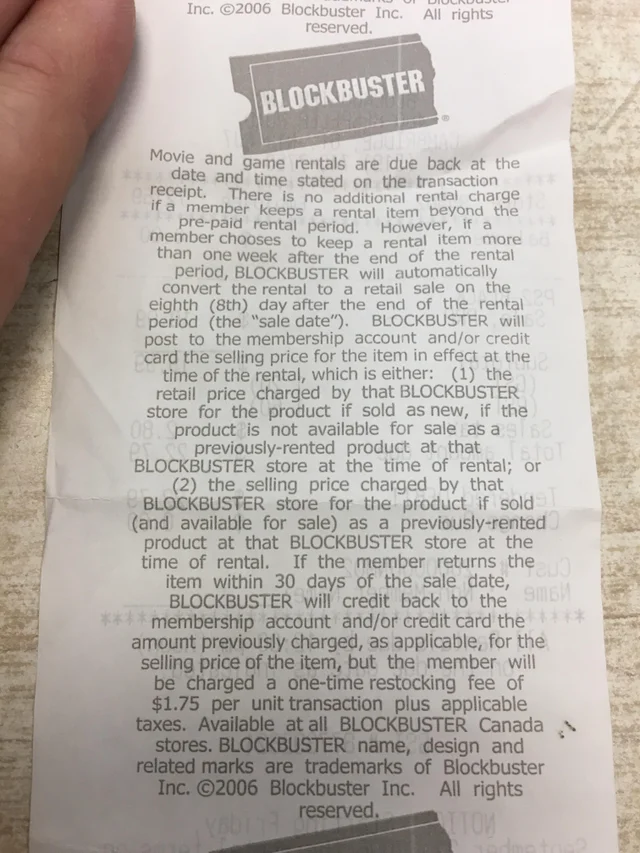 Inc. ©2006 Blockbuster Inc. All rights
reserved.
BLOCKBUSTER®
Movie and game rentals are due back at the
date and time stated on the transaction
receipt. There is no additional rental charge
if a member keeps a rental item beyond the
pre-paid rental period. However, if a
member chooses to keep a rental item more
than one week after the end of the rental
period, BLOCKBUSTER will automatically
convert the rental to a retail sale on the
eighth (8th) day after the end of the rental
period (the “sale date”). BLOCKBUSTER will
post to the membership account and/or credit
card the selling price for the item in effect at the
time of the rental, which is either: (1) the
retail price charged by that BLOCKBUSTER
store for the product if sold as new, if the
product is not available for sale as a
previously-rented product at that
BLOCKBUSTER store at the time of rental; or
(2) the selling price charged by that
BLOCKBUSTER store for the product if sold
(and available for sale) as a previously-rented
product at that BLOCKBUSTER store at the
time of rental. If the member returns the
item within 30 days of the sale date,
BLOCKBUSTER will credit back to the
membership account and/or credit card the
amount previously charged, as applicable, for the
selling price of the item, but the member will
be charged a one-time restocking fee of
$1.75 per unit transaction plus applicable
taxes. Available at all BLOCKBUSTER Canada
stores. BLOCKBUSTER name, design and
related marks are trademarks of Blockbuster
Inc. ©2006 Blockbuster Inc. All rights
reserved.